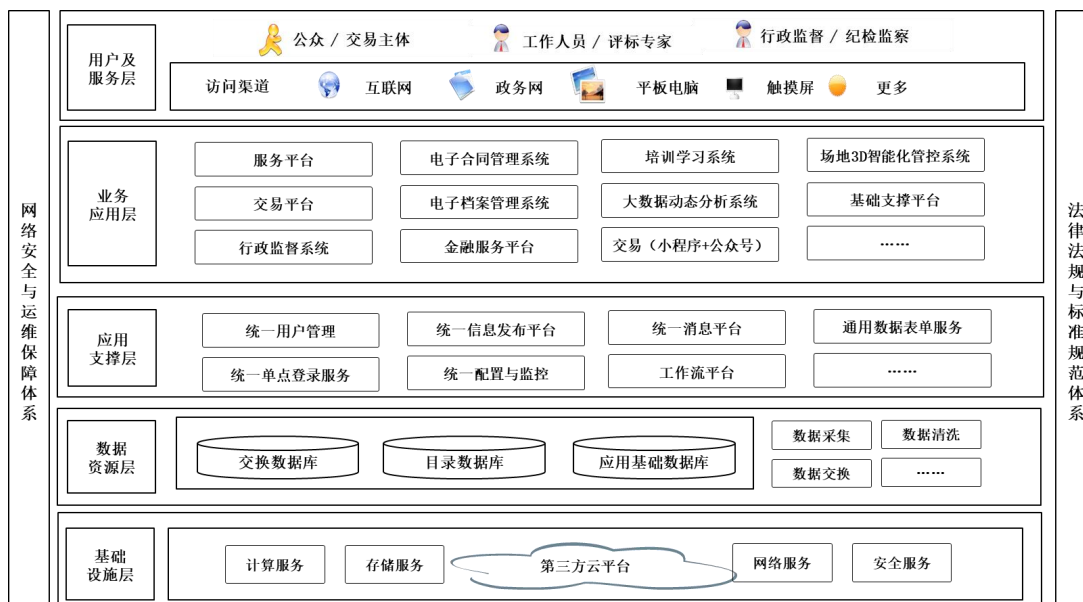 网络安全与运维保障体系
用户及
服务层
公众 / 交易主体
工作人员 / 评标专家
行政监督 / 纪检监察
访问渠道
互联网
政务网
平板电脑
触摸屏
更多
业务
应用层
服务平台
电子合同管理系统
培训学习系统
场地3D智能化管控系统
交易平台
电子档案管理系统
大数据动态分析系统
基础支撑平台
行政监督系统
金融服务平台
交易（小程序+公众号）
……
应用
支撑层
统一用户管理
统一信息发布平台
统一消息平台
通用数据表单服务
统一单点登录服务
统一配置与监控
工作流平台
……
数据
资源层
交换数据库
目录数据库
应用基础数据库
数据采集
数据清洗
数据交换
……
基础
设施层
计算服务
存储服务
第三方云平台
网络服务
安全服务
法律法规与标准规范体系